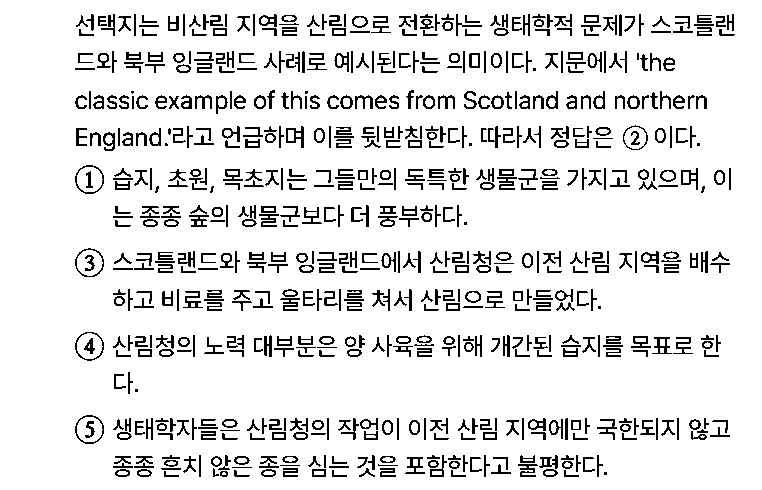 선택지는 비산림 지역을 산림으로 전환하는 생태학적 문제가 스코틀랜
드와 북부 잉글랜드 사례로 예시된다는 의미이다. 지문에서 'the
classic example of this comes from Scotland and northern
England.'라고 언급하며 이를 뒷받침한다. 따라서 정답은 ②이다.
① 습지, 초원, 목초지는 그들만의 독특한 생물군을 가지고 있으며, 이
는 종종 숲의 생물군보다 더 풍부하다.
③ 스코틀랜드와 북부 잉글랜드에서 산림청은 이전 산림 지역을 배수
하고 비료를 주고 울타리를 쳐서 산림으로 만들었다.
④ 산림청의 노력 대부분은 양 사육을 위해 개간된 습지를 목표로 한
다.
⑤ 생태학자들은 산림청의 작업이 이전 산림 지역에만 국한되지 않고
종종 흔치 않은 종을 심는 것을 포함한다고 불평한다.